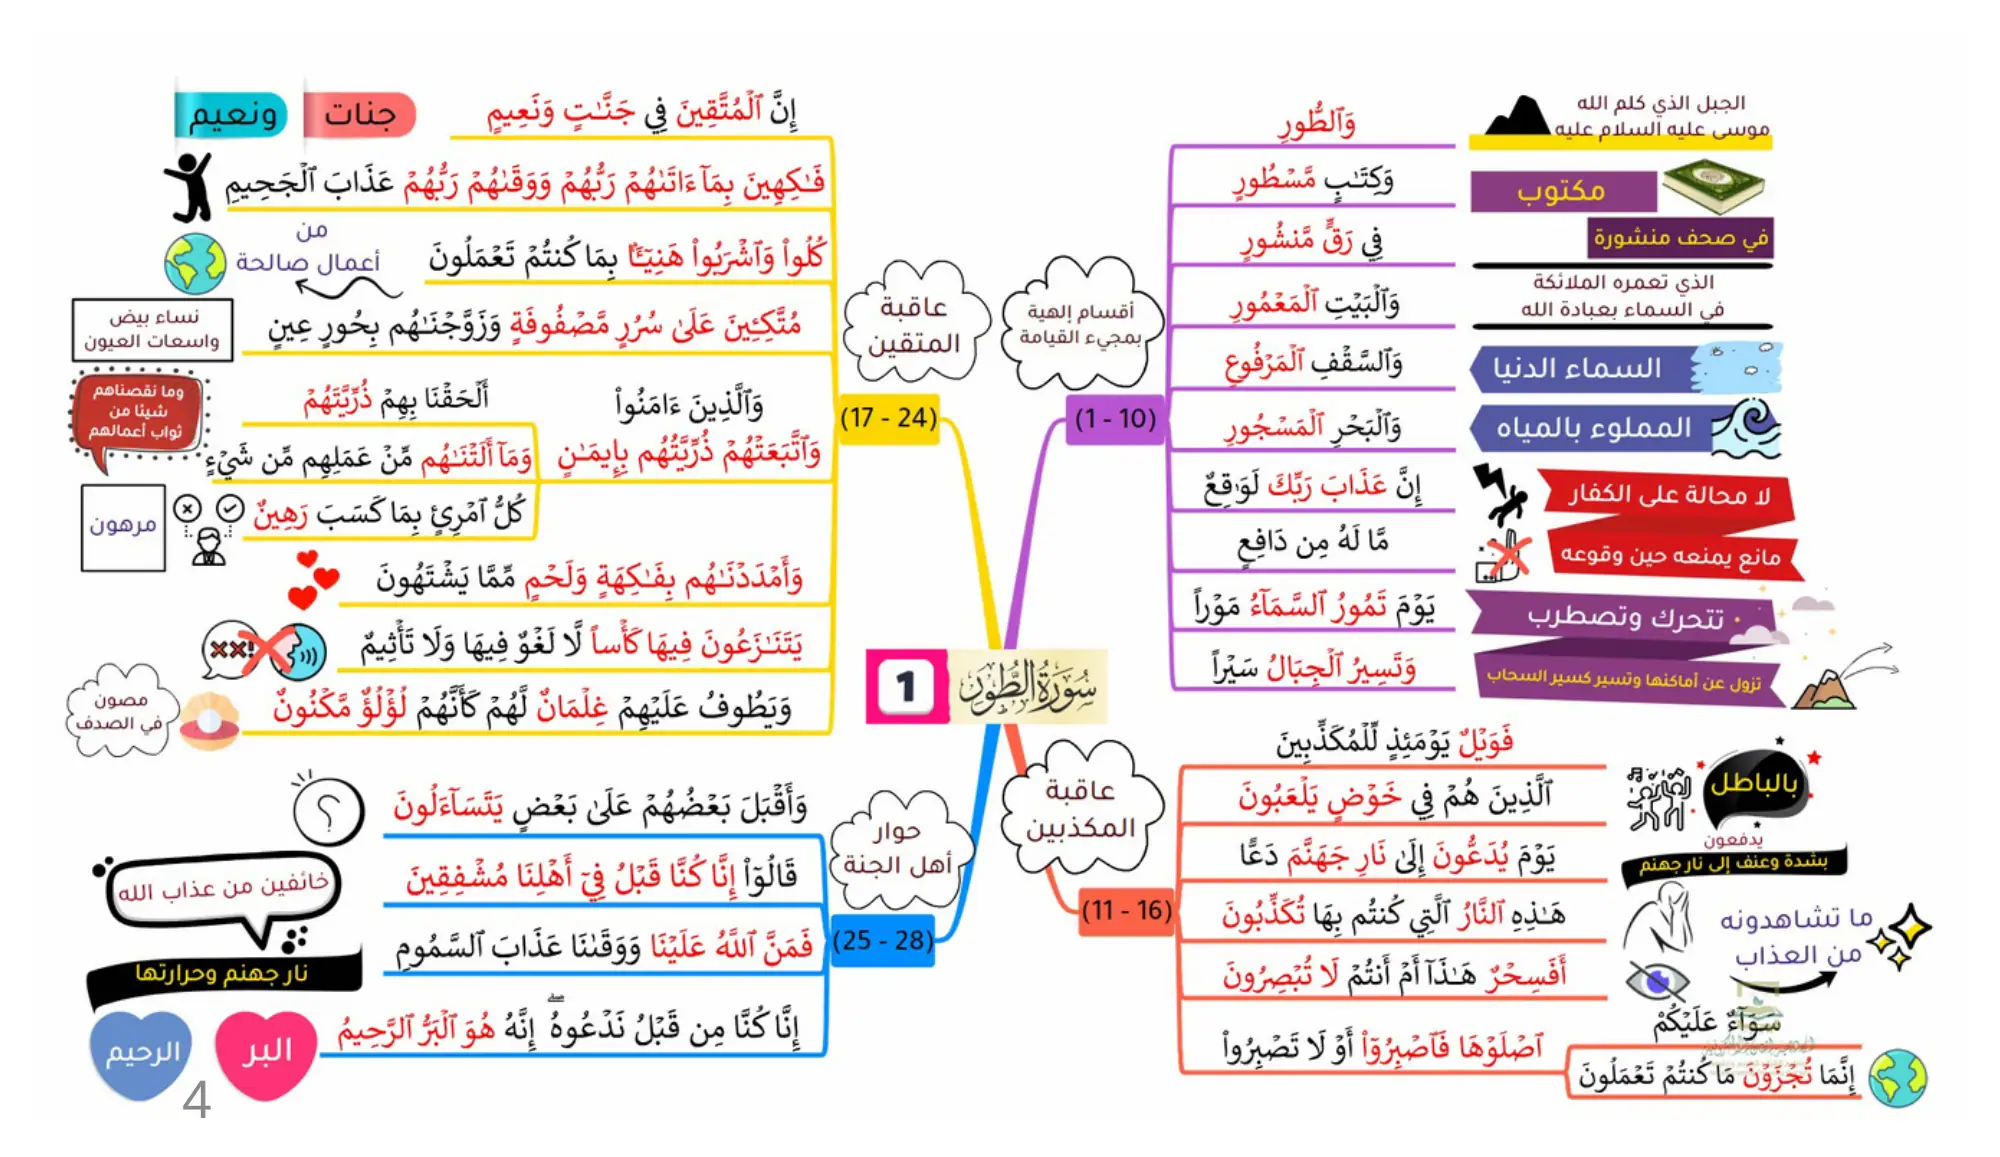 سُورَةُ الطُّورِ
1
أقسام إلهية
بمجيء القيامة
(1 - 10)
وَٱلطُّورِ
الجبل الذي كلم الله
موسى عليه السلام عليه
وَكِتَٰبٍ مَّسْطُورٍ
مكتوب
فِي رَقٍّ مَّنشُورٍ
في صحف منشورة
وَٱلْبَيْتِ ٱلْمَعْمُورِ
الذي تعمره الملائكة
في السماء بعبادة الله
وَٱلسَّقْفِ ٱلْمَرْفُوعِ
السماء الدنيا
وَٱلْبَحْرِ ٱلْمَسْجُورِ
المملوء بالمياه
إِنَّ عَذَابَ رَبِّكَ لَوَٰقِعٌ
لا محالة على الكفار
مَّا لَهُۥ مِن دَافِعٍ
مانع يمنعه حين وقوعه
يَوْمَ تَمُورُ ٱلسَّمَآءُ مَوْراً
تتحرك وتضطرب
وَتَسِيرُ ٱلْجِبَالُ سَيْراً
تزول عن أماكنها وتسير كسير السحاب
عاقبة
المكذبين
(11 - 16)
فَوَيْلٌ يَوْمَئِذٍ لِّلْمُكَذِّبِينَ
ٱلَّذِينَ هُمْ فِي خَوْضٍ يَلْعَبُونَ
بالباطل
يَوْمَ يُدَعُّونَ إِلَىٰ نَارِ جَهَنَّمَ دَعًّا
يدفعون
بشدة وعنف إلى نار جهنم
هَٰذِهِ ٱلنَّارُ ٱلَّتِي كُنتُم بِهَا تُكَذِّبُونَ
أَفَسِحْرٌ هَٰذَآ أَمْ أَنتُمْ لَا تُبْصِرُونَ
ما تشاهدونه
من العذاب
ٱصْلَوْهَا فَٱصْبِرُوٓاْ أَوْ لَا تَصْبِرُواْ
سَوَآءٌ عَلَيْكُمْ
إِنَّمَا تُجْزَوْنَ مَا كُنتُمْ تَعْمَلُونَ
عاقبة
المتقين
(17 - 24)
إِنَّ ٱلْمُتَّقِينَ فِي جَنَّٰتٍ وَنَعِيمٍ
جنات
ونعيم
فَٰكِهِينَ بِمَآ ءَاتَىٰهُمْ رَبُّهُمْ وَوَقَىٰهُمْ رَبُّهُمْ عَذَابَ ٱلْجَحِيمِ
كُلُواْ وَٱشْرَبُواْ هَنِيٓـَٔۢا بِمَا كُنتُمْ تَعْمَلُونَ
من
أعمال صالحة
مُتَّكِـِٔينَ عَلَىٰ سُرُرٍ مَّصْفُوفَةٍ وَزَوَّجْنَٰهُم بِحُورٍ عِينٍ
نساء بيض
واسعات العيون
وَٱلَّذِينَ ءَامَنُواْ
وَٱتَّبَعَتْهُمْ ذُرِّيَّتُهُم بِإِيمَٰنٍ
أَلْحَقْنَا بِهِمْ ذُرِّيَّتَهُمْ
وَمَآ أَلَتْنَٰهُم مِّنْ عَمَلِهِم مِّن شَيْءٍ
وما نقصناهم
شيئا من
ثواب أعمالهم
كُلُّ ٱمْرِيٍٕ بِمَا كَسَبَ رَهِينٌ
مرهون
وَأَمْدَدْنَٰهُم بِفَٰكِهَةٍ وَلَحْمٍ مِّمَّا يَشْتَهُونَ
يَتَنَٰزَعُونَ فِيهَا كَأْساً لَّا لَغْوٌ فِيهَا وَلَا تَأْثِيمٌ
××!
وَيَطُوفُ عَلَيْهِمْ غِلْمَانٌ لَّهُمْ كَأَنَّهُمْ لُؤْلُؤٌ مَّكْنُونٌ
مصون
في الصدف
حوار
أهل الجنة
(25 - 28)
وَأَقْبَلَ بَعْضُهُمْ عَلَىٰ بَعْضٍ يَتَسَآءَلُونَ
؟
قَالُوٓاْ إِنَّا كُنَّا قَبْلُ فِيٓ أَهْلِنَا مُشْفِقِينَ
خائفين من عذاب الله
فَمَنَّ ٱللَّهُ عَلَيْنَا وَوَقَىٰنَا عَذَابَ ٱلسَّمُومِ
نار جهنم وحرارتها
إِنَّا كُنَّا مِن قَبْلُ نَدْعُوهُ ۖ إِنَّهُۥ هُوَ ٱلْبَرُّ ٱلرَّحِيمُ
البر
الرحيم
4